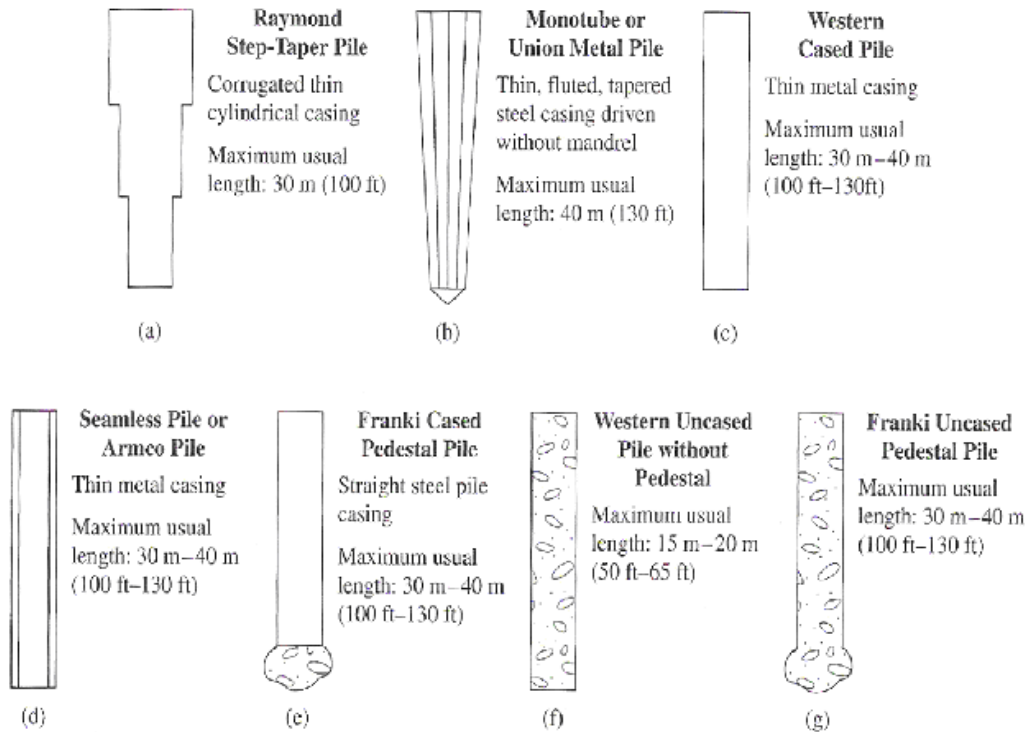 Raymond
Step-Taper Pile
Corrugated thin
cylindrical casing
Maximum usual
length: 30 m (100 ft)
(a)
Monotube or
Union Metal Pile
Thin, fluted, tapered
steel casing driven
without mandrel
Maximum usual
length: 40 m (130 ft)
(b)
Western
Cased Pile
Thin metal casing
Maximum usual
length: 30 m–40 m
(100 ft–130ft)
(c)
Seamless Pile or
Armco Pile
Thin metal casing
Maximum usual
length: 30 m–40 m
(100 ft–130 ft)
(d)
Franki Cased
Pedestal Pile
Straight steel pile
casing
Maximum usual
length: 30 m–40 m
(100 ft–130 ft)
(e)
Western Uncased
Pile without
Pedestal
Maximum usual
length: 15 m–20 m
(50 ft–65 ft)
(f)
Franki Uncased
Pedestal Pile
Maximum usual
length: 30 m–40 m
(100 ft–130 ft)
(g)